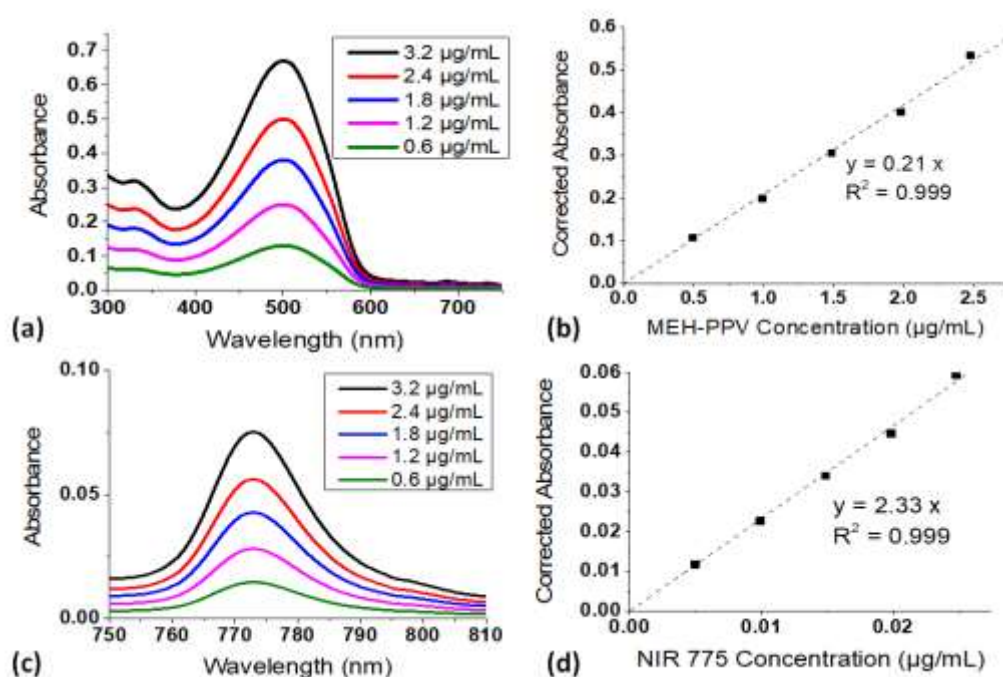 0.7
0.6
0.5
0.4
0.3
0.2
0.1
0.0
Absorbance
3.2 µg/mL
2.4 µg/mL
1.8 µg/mL
1.2 µg/mL
0.6 µg/mL
300 400 500 600 700
Wavelength (nm)
(a)
0.6
0.5
0.3
0.2
0.1
0.0
Corrected Absorbance
y = 0.21 x
R² = 0.999
0.0 0.5 1.0 1.5 2.0 2.5
MEH-PPV Concentration (µg/mL)
(b)
0.10
0.05
0.00
Absorbance
3.2 µg/mL
2.4 µg/mL
1.8 µg/mL
1.2 µg/mL
0.6 µg/mL
750 760 770 780 790 800 810
Wavelength (nm)
(c)
0.06
0.05
0.04
0.03
0.02
0.01
0.00
Corrected Absorbance
y = 2.33 x
R² = 0.999
0.00 0.01 0.02
NIR 775 Concentration (µg/mL)
(d)